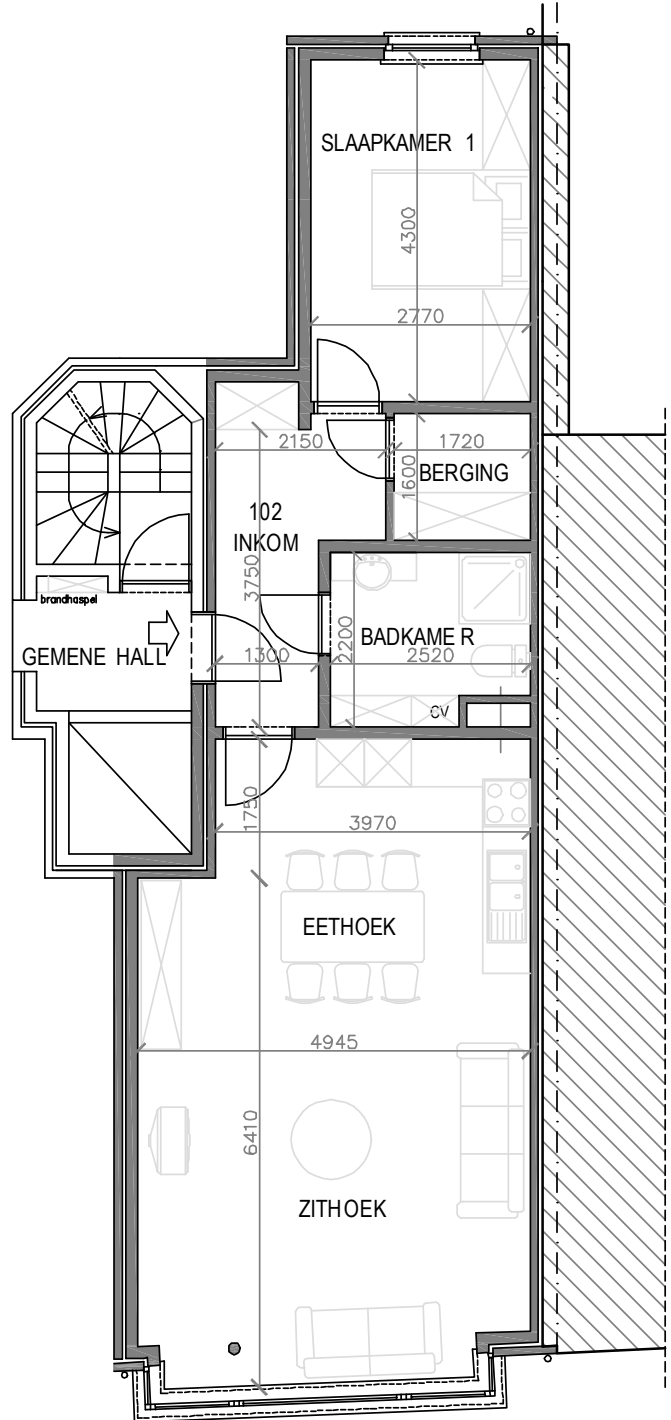 SLAAPKAMER 1
4300
2770
2150
1720
1600
BERGING
102
INKOM
3750
brandhaspel
GEMENE HALL
1300
2200
BADKAMER
2520
CV
1750
3970
EETHOEK
4945
6410
ZITHOEK